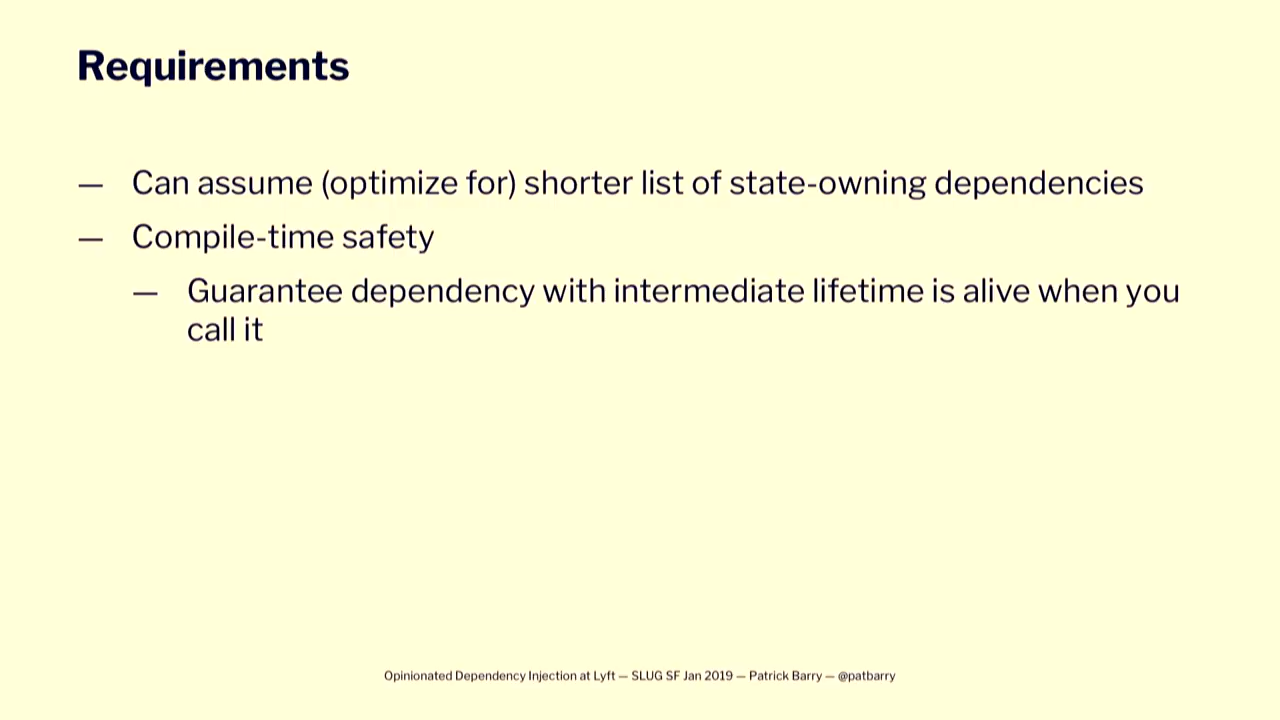 Requirements
— Can assume (optimize for) shorter list of state-owning dependencies
— Compile-time safety
— Guarantee dependency with intermediate lifetime is alive when you
call it
Opinionated Dependency Injection at Lyft — SLUG SF Jan 2019 — Patrick Barry — @patbarry